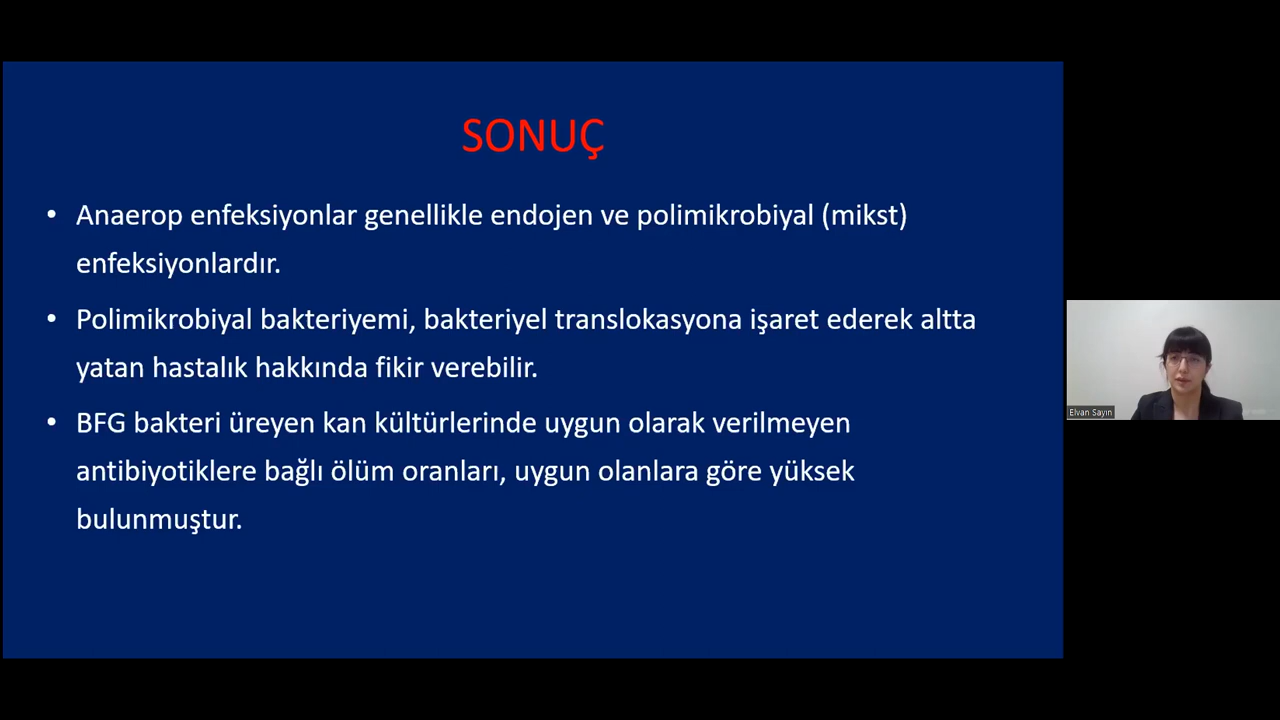 SONUÇ
• Anaerop enfeksiyonlar genellikle endojen ve polimikrobiyal (mikst)
enfeksiyonlardır.
• Polimikrobiyal bakteriyemi, bakteriyel translokasyona işaret ederek altta
yatan hastalık hakkında fikir verebilir.
• BFG bakteri üreyen kan kültürlerinde uygun olarak verilmeyen
antibiyotiklere bağlı ölüm oranları, uygun olanlara göre yüksek
bulunmuştur.
Elvan Sayın